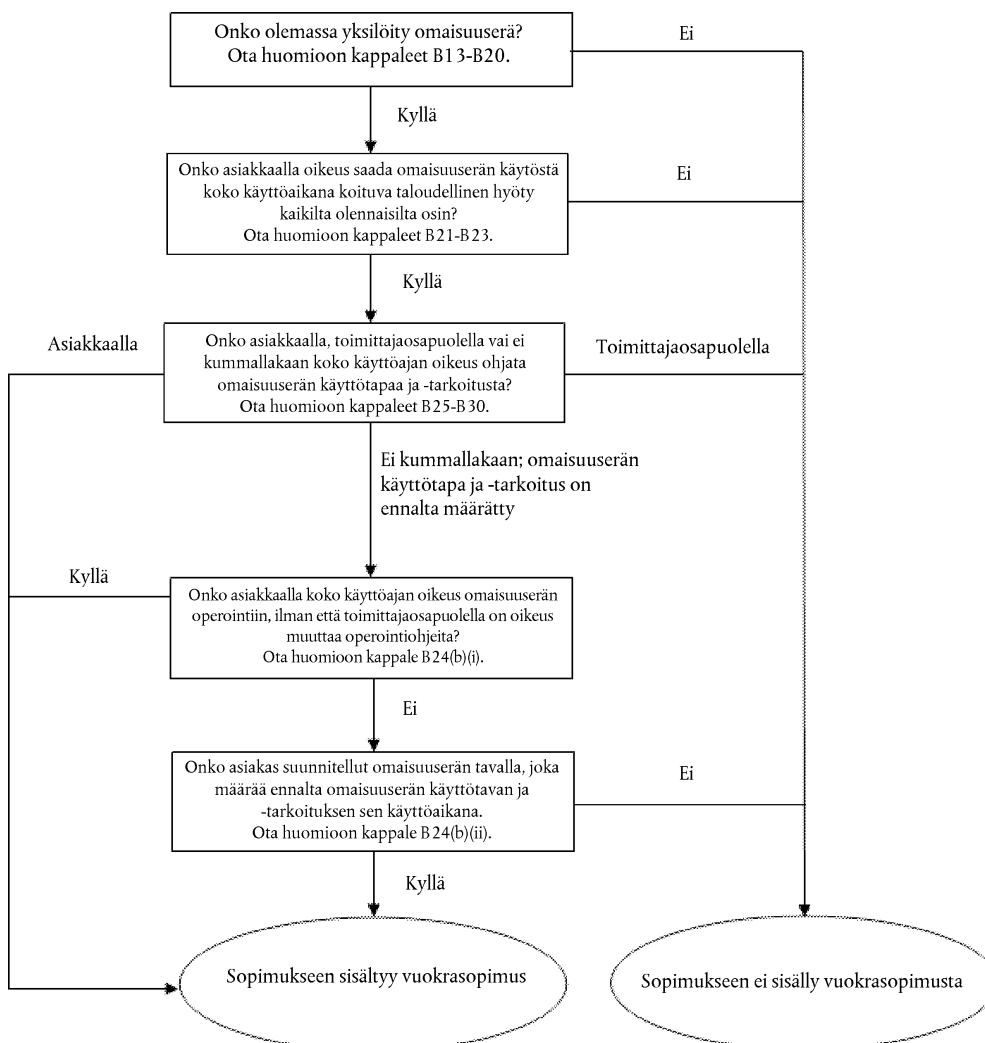 Onko olemassa yksilöity omaisuuserä?
Ota huomioon kappaleet B13-B20.
Ei
Kyllä
Onko asiakkaalla oikeus saada omaisuuserän käytöstä
koko käyttöaikana koituva taloudellinen hyöty
kaikilta olennaisilta osin?
Ota huomioon kappaleet B21-B23.
Ei
Kyllä
Asiakkaalla
Onko asiakkaalla, toimittajaosapuolella vai ei
kummallakaan koko käyttöajan oikeus ohjata
omaisuuserän käyttötapaa ja -tarkoitusta?
Ota huomioon kappaleet B25-B30.
Toimittajaosapuolella
Ei kummallakaan; omaisuuserän
käyttötapa ja -tarkoitus on
ennalta määrätty
Kyllä
Onko asiakkaalla koko käyttöajan oikeus omaisuuserän
operointiin, ilman että toimittajaosapuolella on oikeus
muuttaa operointiohjeita?
Ota huomioon kappale B24(b)(i).
Ei
Onko asiakas suunnitellut omaisuuserän tavalla, joka
määrää ennalta omaisuuserän käyttötavan ja
-tarkoituksen sen käyttöaikana.
Ota huomioon kappale B24(b)(ii).
Ei
Kyllä
Sopimukseen sisältyy vuokrasopimus
Sopimukseen ei sisälly vuokrasopimusta